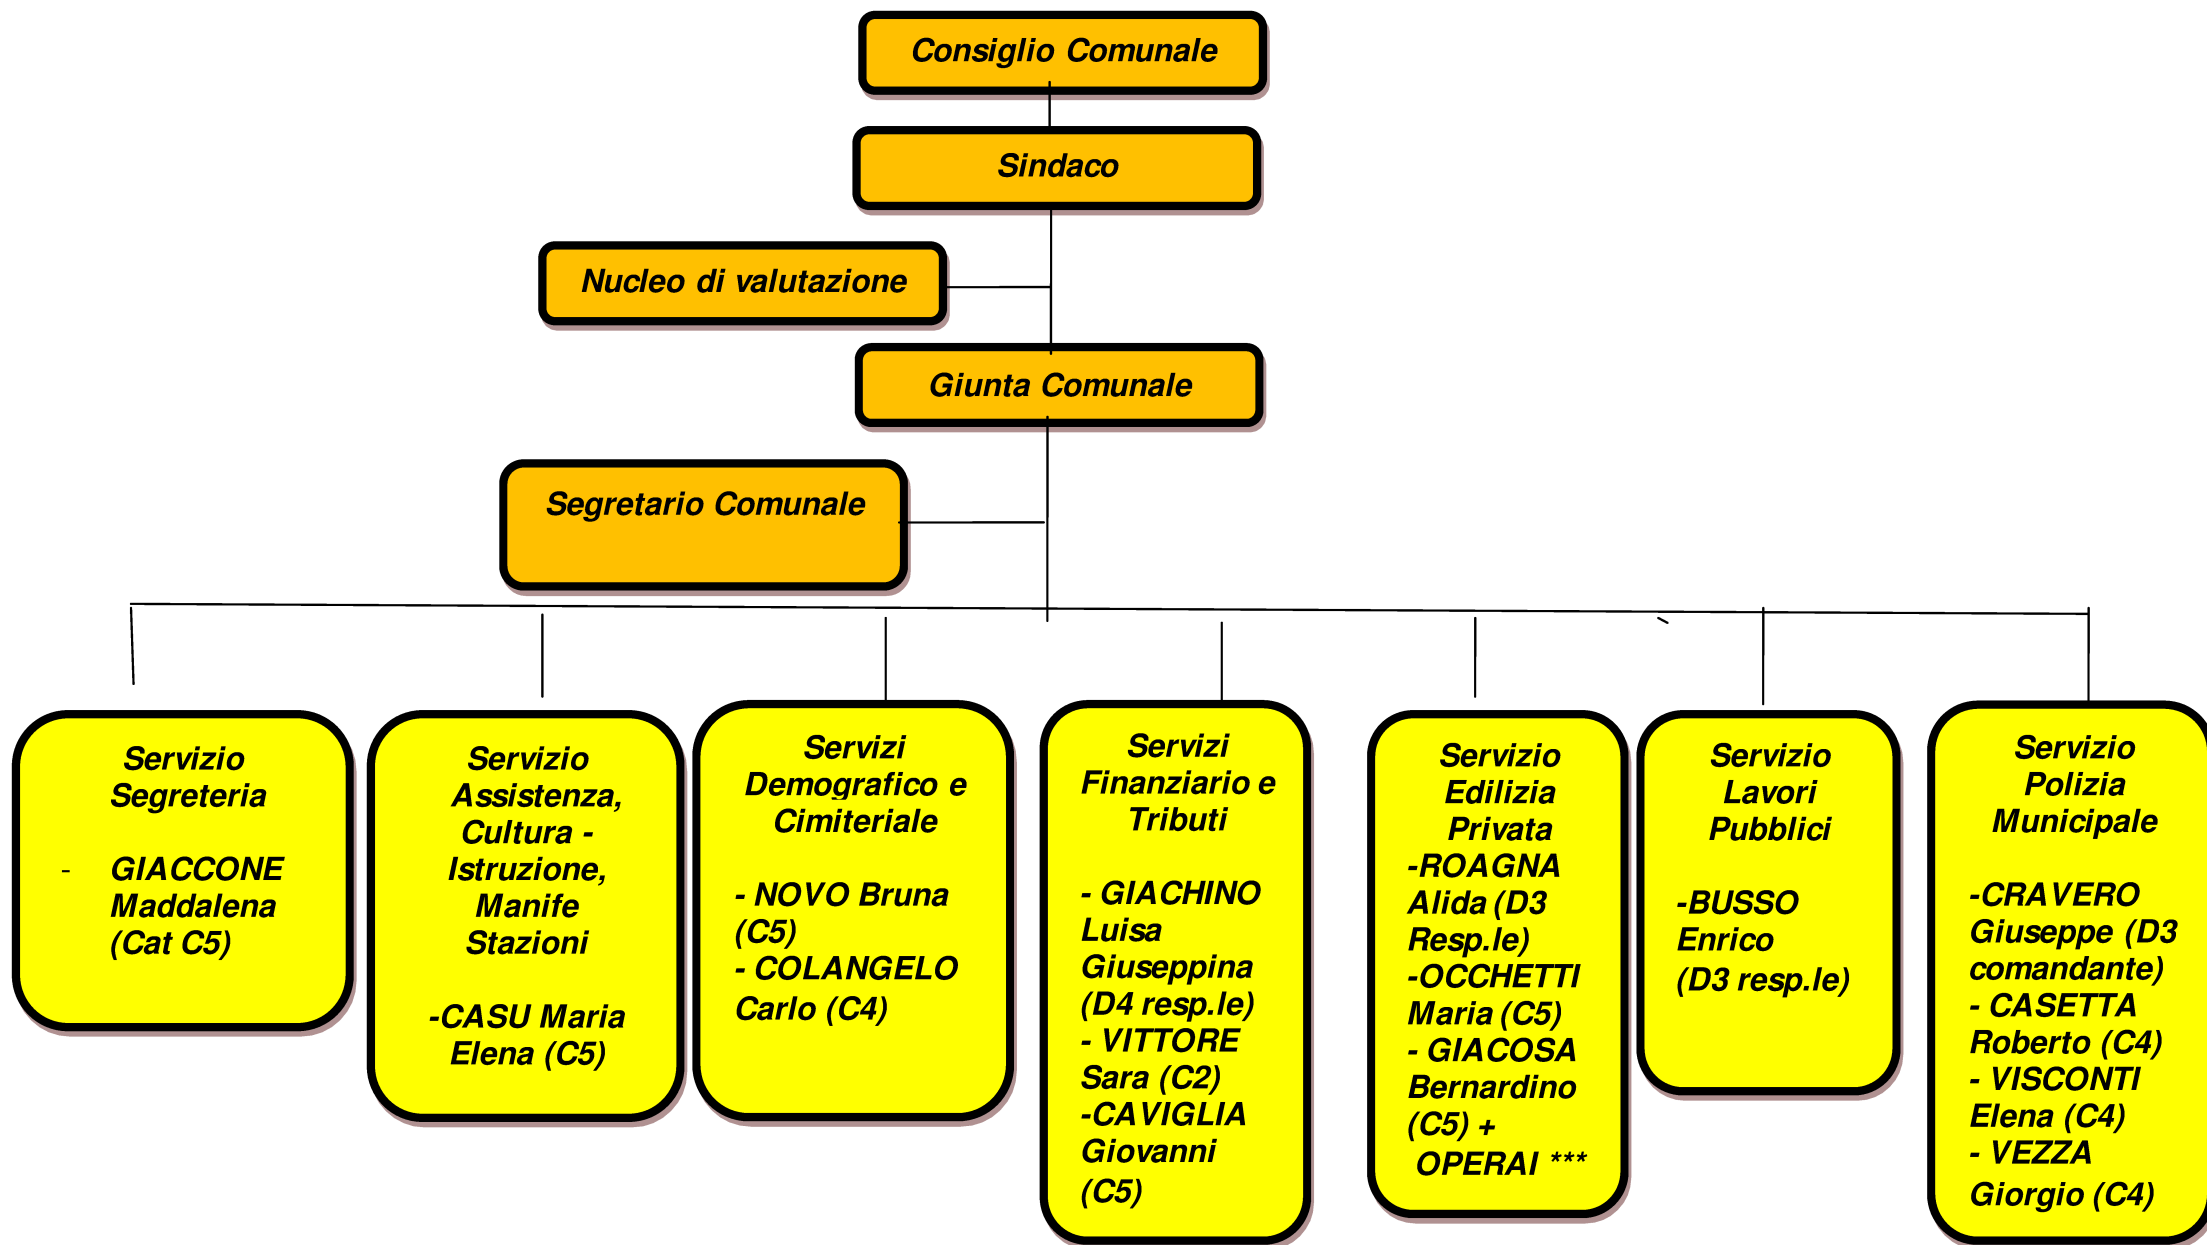 Consiglio Comunale
Sindaco
Nucleo di valutazione
Giunta Comunale
Segretario Comunale
Servizio
Segreteria
- GIACCONE
Maddalena
(Cat C5)
Servizio
Assistenza,
Cultura -
Istruzione,
Manife
Stazioni
-CASU Maria
Elena (C5)
Servizi
Demografico e
Cimiteriale
- NOVO Bruna
(C5)
- COLANGELO
Carlo (C4)
Servizi
Finanziario e
Tributi
- GIACHINO
Luisa
Giuseppina
(D4 resp.le)
- VITTORE
Sara (C2)
-CAVIGLIA
Giovanni
(C5)
Servizio
Edilizia
Privata
-ROAGNA
Alida (D3
Resp.le)
-OCCHETTI
Maria (C5)
- GIACOSA
Bernardino
(C5) +
OPERAI ***
Servizio
Lavori
Pubblici
-BUSSO
Enrico
(D3 resp.le)
Servizio
Polizia
Municipale
-CRAVERO
Giuseppe (D3
comandante)
- CASETTA
Roberto (C4)
- VISCONTI
Elena (C4)
- VEZZA
Giorgio (C4)